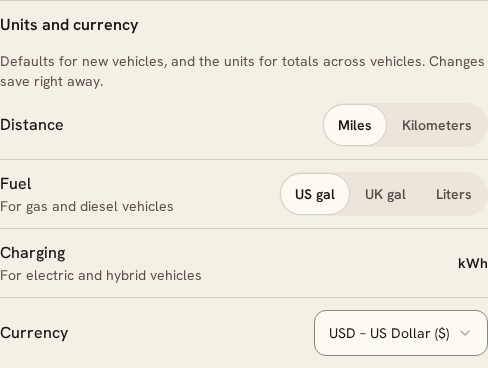 Units and currency
Defaults for new vehicles, and the units for totals across vehicles. Changes
save right away.
Distance
Miles
Kilometers
Fuel
For gas and diesel vehicles
US gal
UK gal
Liters
Charging
For electric and hybrid vehicles
kWh
Currency
USD – US Dollar ($)